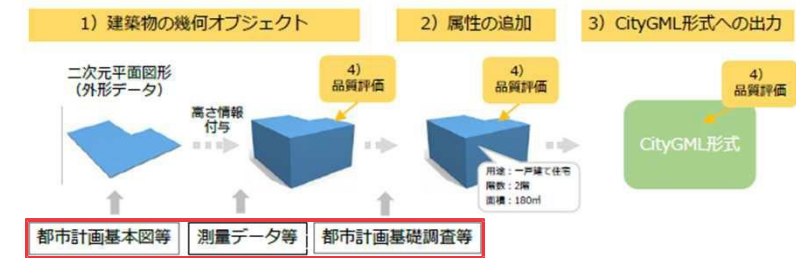 1）建築物の幾何オブジェクト
2）属性の追加
3）CityGML形式への出力
二次元平面図形
（外形データ）
高さ情報
付与
4）
品質評価
4）
品質評価
4）
品質評価
CityGML形式
用途：一戸建て住宅
階数：2階
面積：180㎡
都市計画基本図等
測量データ等
都市計画基礎調査等